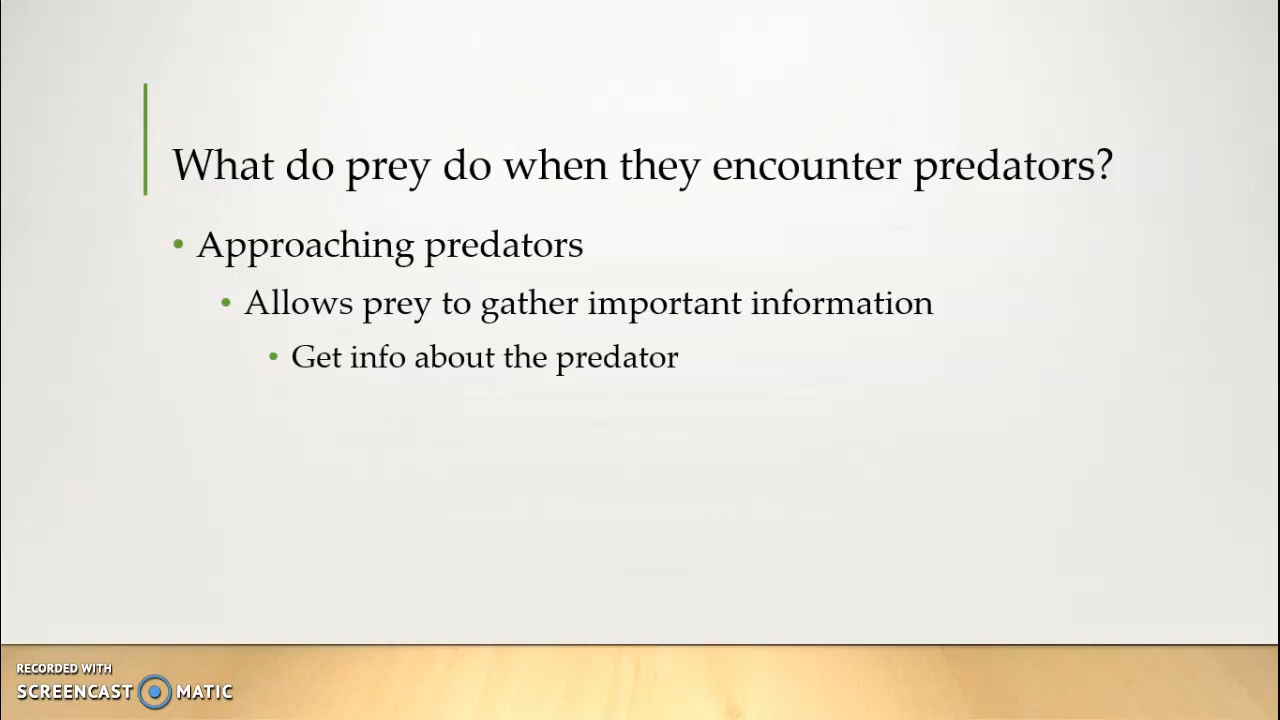 What do prey do when they encounter predators?
• Approaching predators
• Allows prey to gather important information
• Get info about the predator
RECORDED WITH
SCREENCAST MATIC